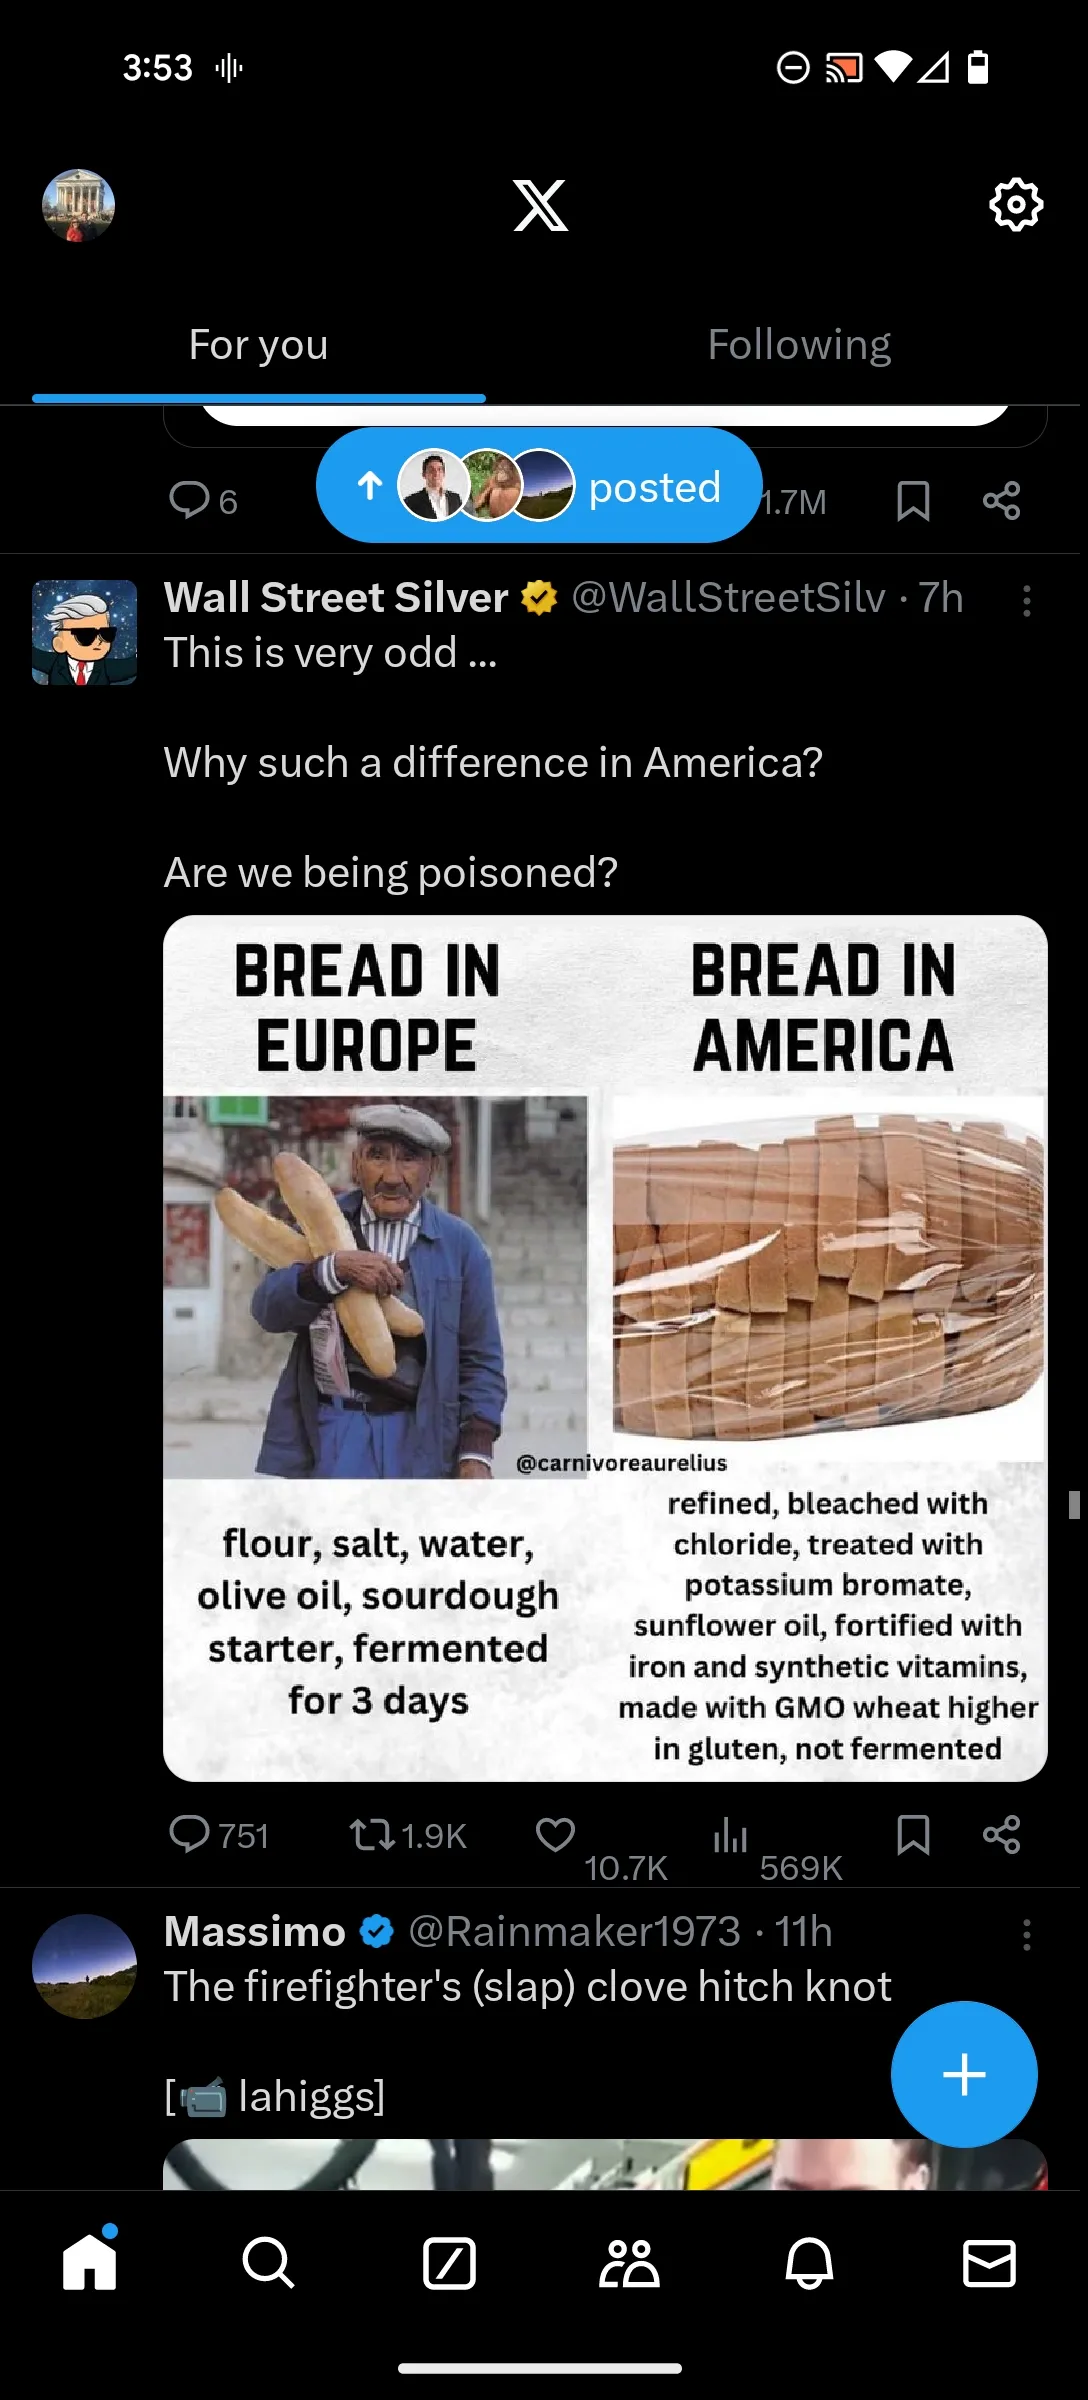 3:53
For you
Following
posted
6
1.7M
Wall Street Silver @WallStreetSilv · 7h
This is very odd ...
Why such a difference in America?
Are we being poisoned?
BREAD IN
EUROPE
BREAD IN
AMERICA
@carnivoreaurelius
flour, salt, water,
olive oil, sourdough
starter, fermented
for 3 days
refined, bleached with
chloride, treated with
potassium bromate,
sunflower oil, fortified with
iron and synthetic vitamins,
made with GMO wheat higher
in gluten, not fermented
751
1.9K
10.7K
569K
Massimo @Rainmaker1973 · 11h
The firefighter's (slap) clove hitch knot
[📹 lahiggs]